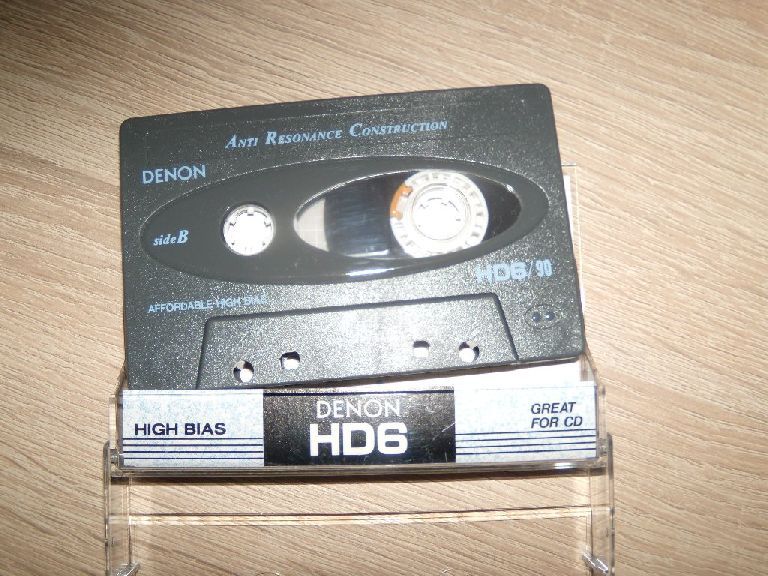 ANTI RESONANCE CONSTRUCTION
DENON
side B
HD6/90
AFFORDABLE HIGH BIAS
HIGH BIAS
DENON
HD6
GREAT
FOR CD